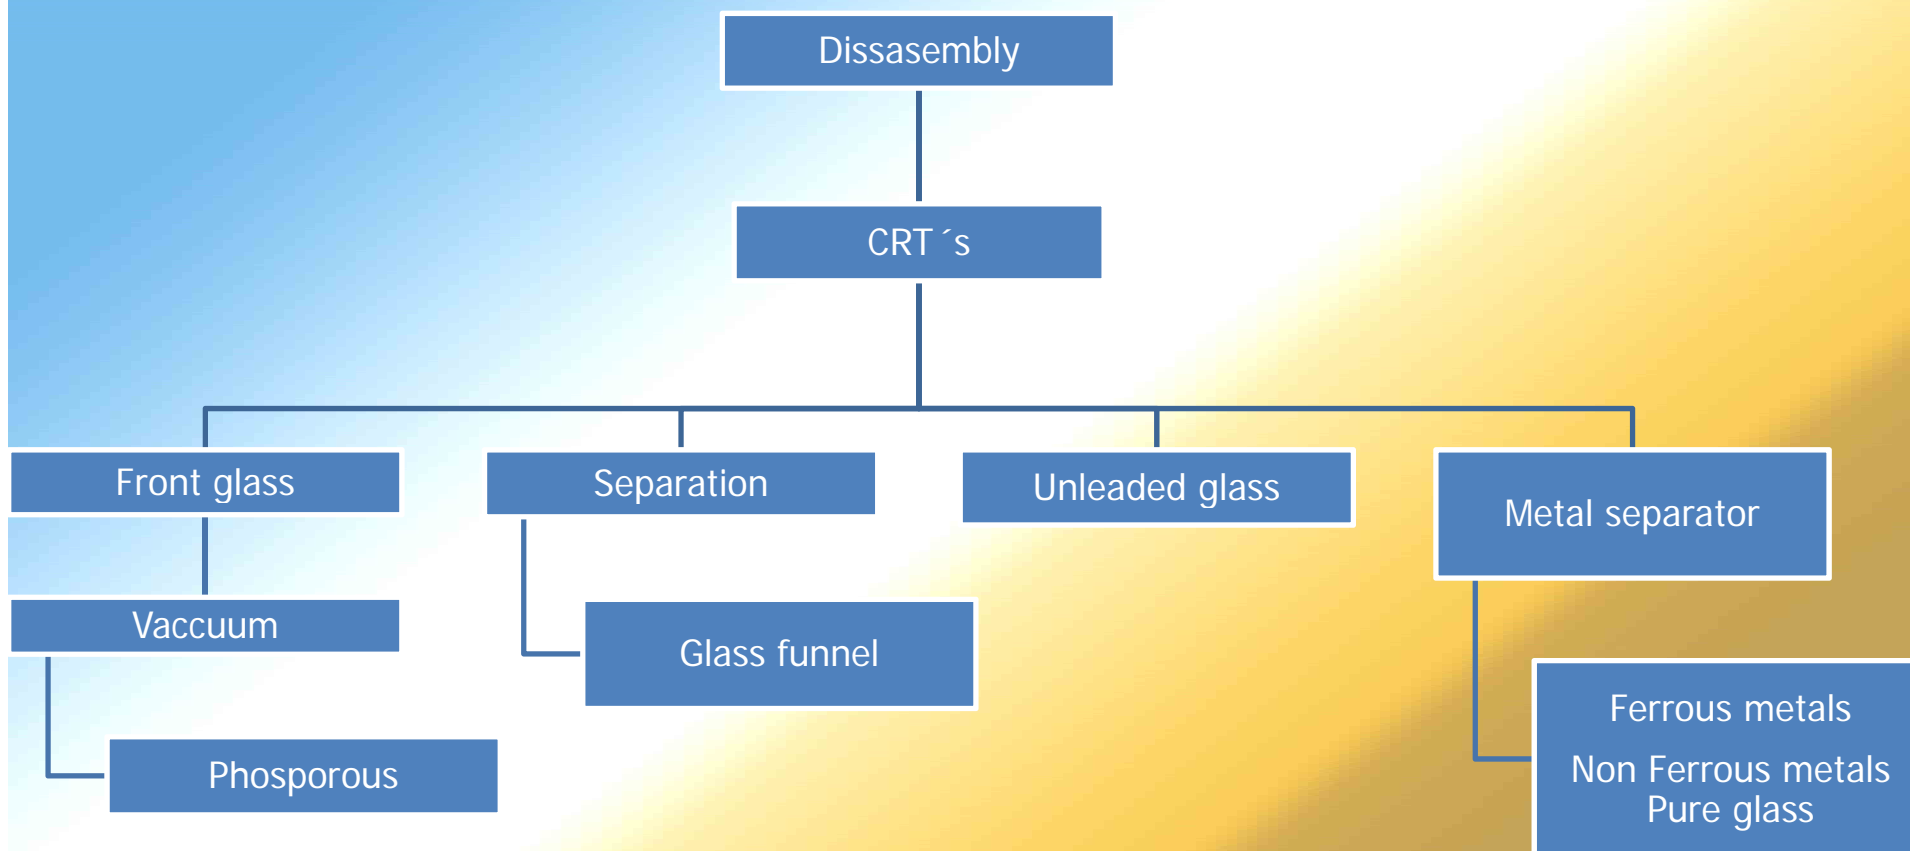 Dissasembly
CRT´s
Front glass
Separation
Unleaded glass
Metal separator
Vaccuum
Glass funnel
Phosporous
Ferrous metals
Non Ferrous metals
Pure glass